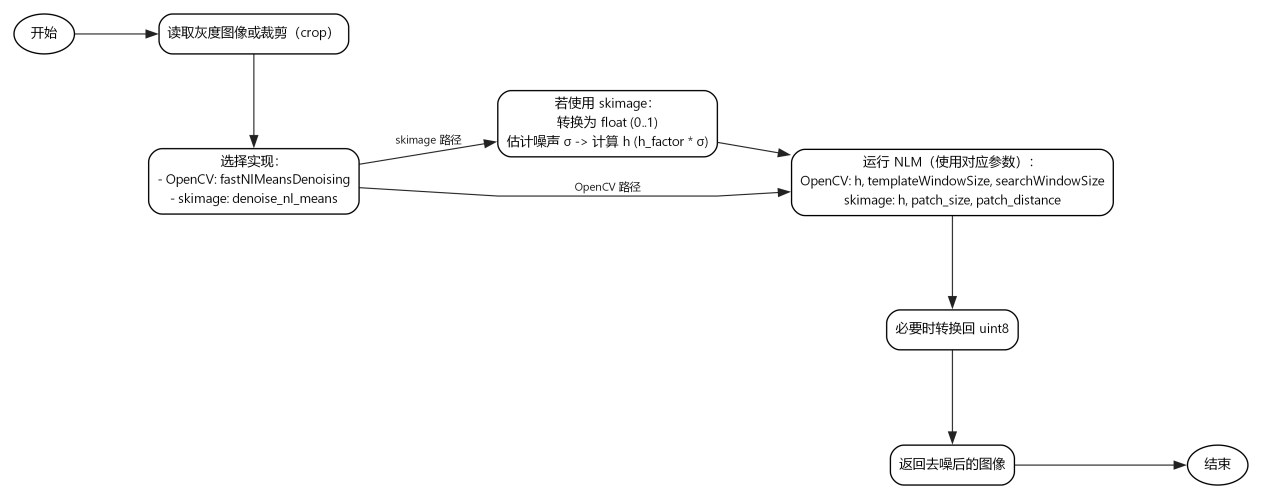 开始
读取灰度图像或裁剪（crop）
选择实现：
- OpenCV: fastNlMeansDenoising
- skimage: denoise_nl_means
skimage 路径
若使用 skimage：
转换为 float (0..1)
估计噪声 σ -> 计算 h (h_factor * σ)
OpenCV 路径
运行 NLM（使用对应参数）：
OpenCV: h, templateWindowSize, searchWindowSize
skimage: h, patch_size, patch_distance
必要时转换回 uint8
返回去噪后的图像
结束